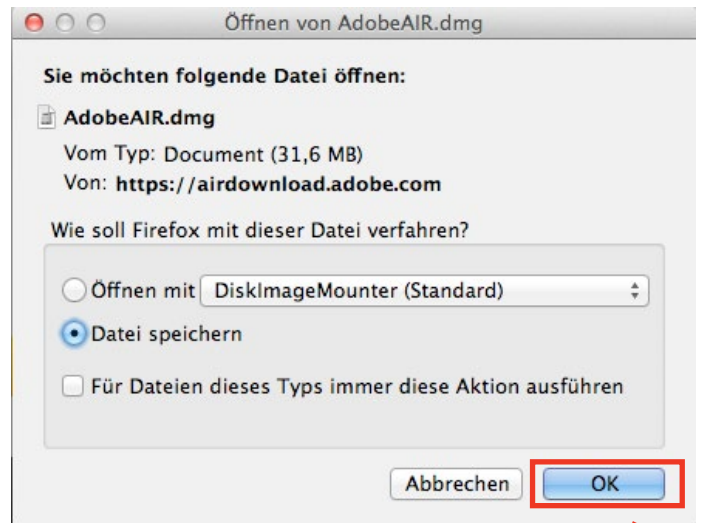 Öffnen von AdobeAIR.dmg
Sie möchten folgende Datei öffnen:
AdobeAIR.dmg
Vom Typ: Document (31,6 MB)
Von: https://airdownload.adobe.com
Wie soll Firefox mit dieser Datei verfahren?
Öffnen mit DiskImageMounter (Standard)
Datei speichern
Für Dateien dieses Typs immer diese Aktion ausführen
Abbrechen OK